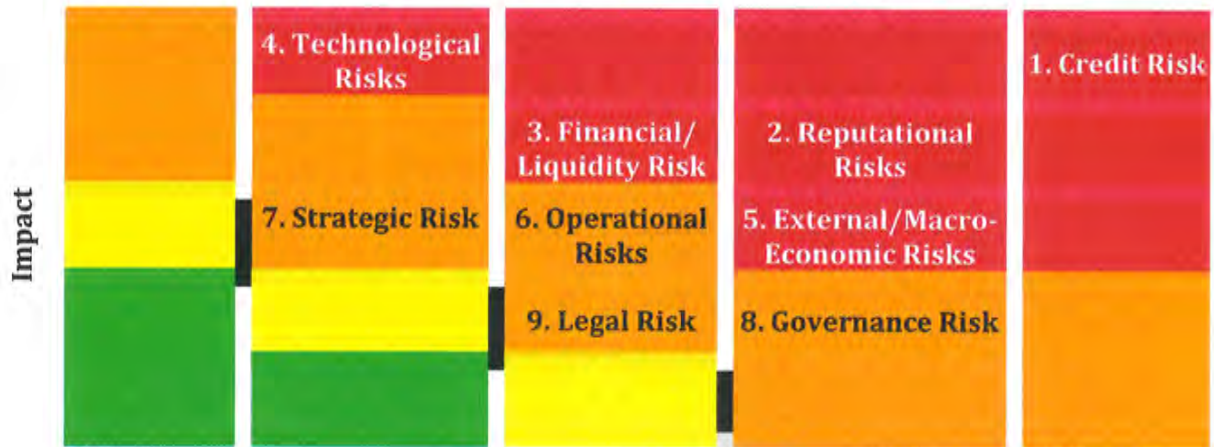 4. Technological
Risks
1. Credit Risk
3. Financial/
Liquidity Risk
2. Reputational
Risks
Impact
7. Strategic Risk
6. Operational
Risks
5. External/Macro-
Economic Risks
9. Legal Risk
8. Governance Risk